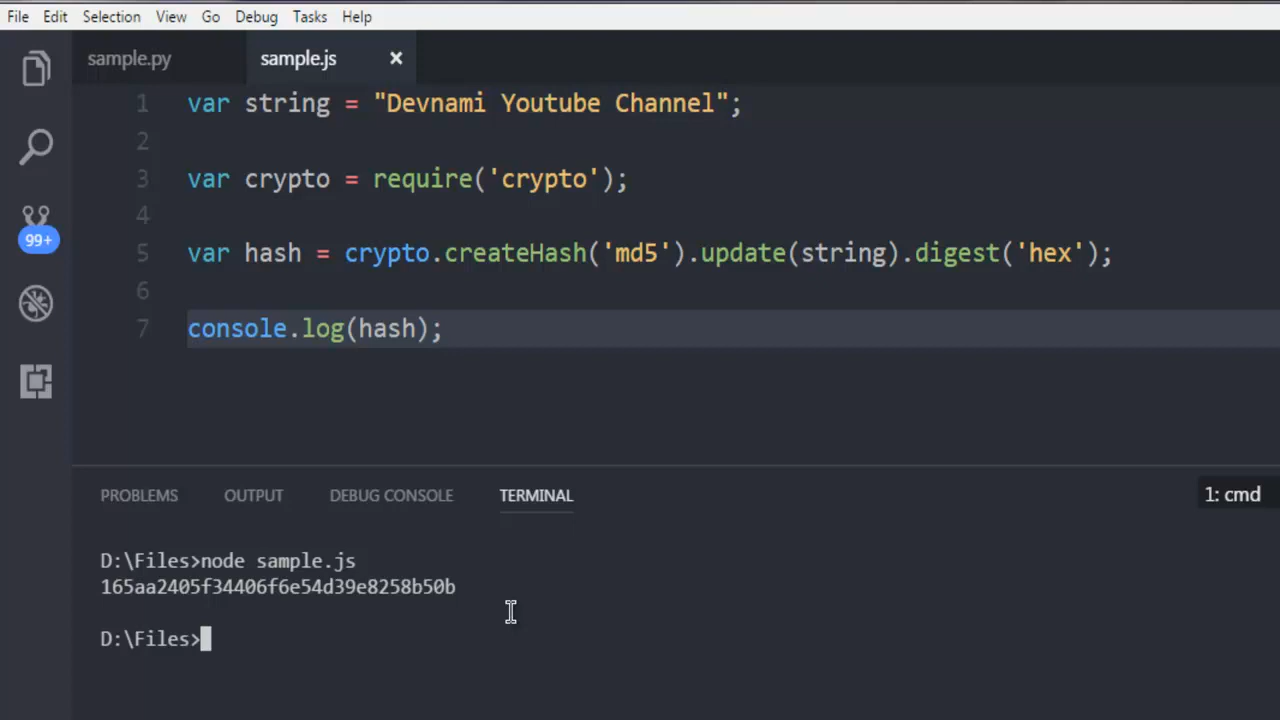 File Edit Selection View Go Debug Tasks Help
sample.py sample.js ×
1 var string = "Devnami Youtube Channel";
2
3 var crypto = require('crypto');
4
5 var hash = crypto.createHash('md5').update(string).digest('hex');
6
7 console.log(hash);
99+
PROBLEMS OUTPUT DEBUG CONSOLE TERMINAL 1: cmd
D:\Files>node sample.js
165aa2405f34406f6e54d39e8258b50b
D:\Files>